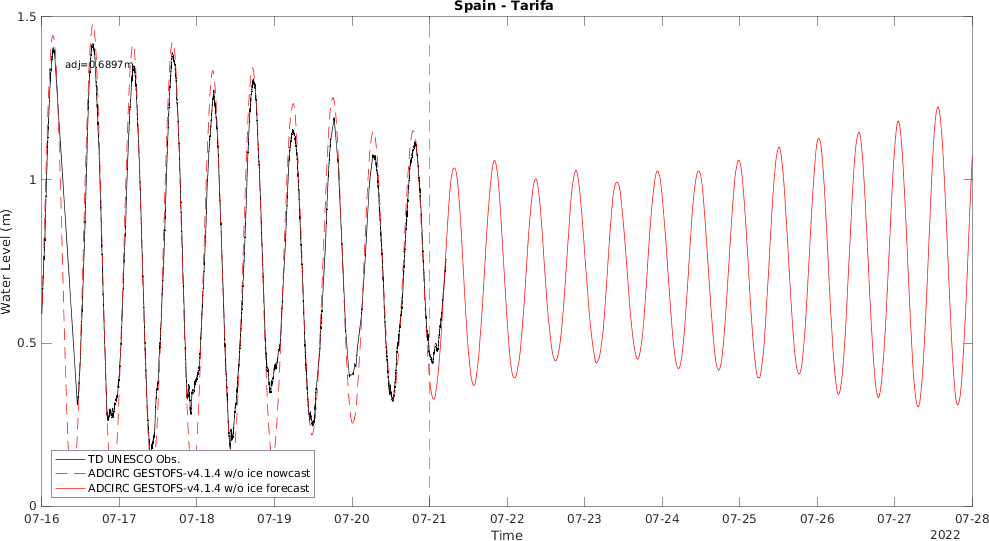 Spain - Tarifa
1.5
adj=0.6897m
1
Water Level (m)
0.5
TD UNESCO Obs.
ADCIRC GESTOFS-v4.1.4 w/o ice nowcast
ADCIRC GESTOFS-v4.1.4 w/o ice forecast
0
07-16 07-17 07-18 07-19 07-20 07-21 07-22 07-23 07-24 07-25 07-26 07-27 07-28
Time
2022